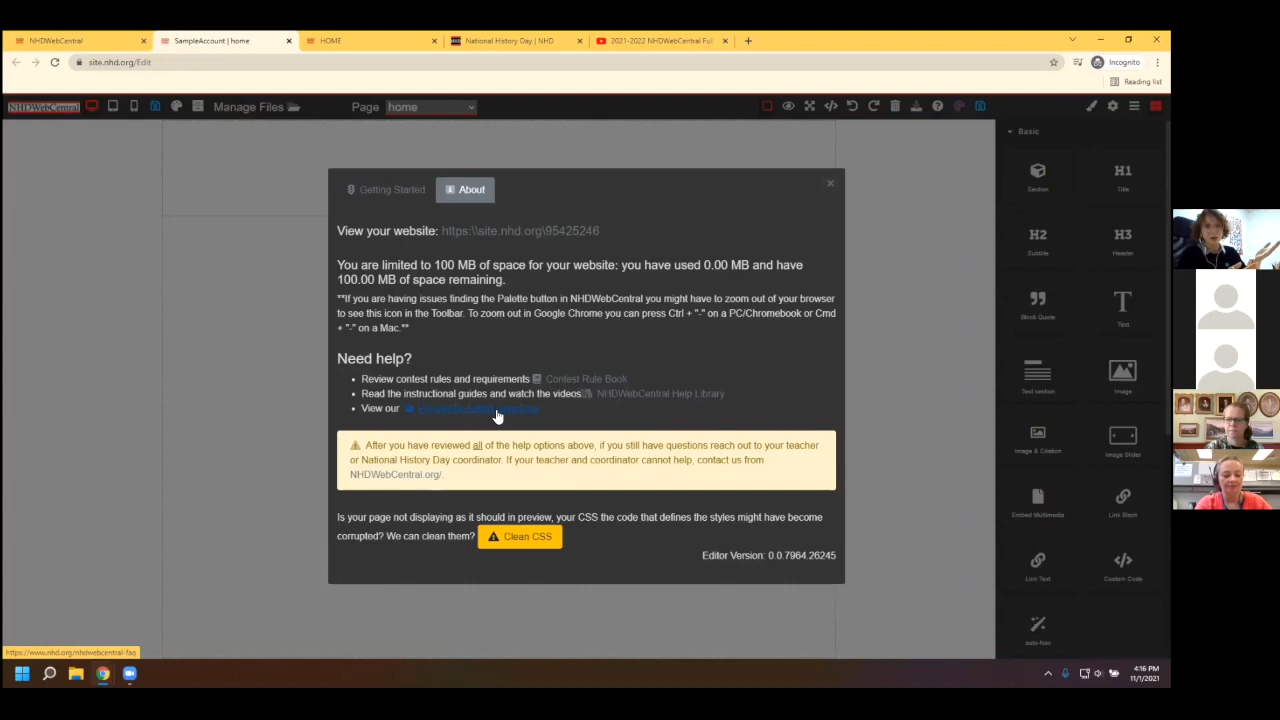 NHDWebCentral
SampleAccount | home
HOME
National History Day | NHD
2021-2022 NHDWebCentral Full
site.nhd.org/Edit
Incognito
Reading list
NHDWebCentral
Manage Files
Page
home
Basic
Getting Started
About
Section
H1
Title
View your website: https:\\site.nhd.org\95425246
H2
Subtitle
H3
Header
You are limited to 100 MB of space for your website: you have used 0.00 MB and have
100.00 MB of space remaining.
**If you are having issues finding the Palette button in NHDWebCentral you might have to zoom out of your browser
to see this icon in the Toolbar. To zoom out in Google Chrome you can press Ctrl + "-" on a PC/Chromebook or Cmd
+ "-" on a Mac.**
Block Quote
Text
Need help?
Review contest rules and requirements Contest Rule Book
Read the instructional guides and watch the videos NHDWebCentral Help Library
View our
Text section
Image
After you have reviewed all of the help options above, if you still have questions reach out to your teacher
or National History Day coordinator. If your teacher and coordinator cannot help, contact us from
NHDWebCentral.org/.
Image & Citation
Image Slider
Embed Multimedia
Link Block
Is your page not displaying as it should in preview, your CSS the code that defines the styles might have become
corrupted? We can clean them? Clean CSS
Editor Version: 0.0.7964.26245
Link Text
Custom Code
auto-Nav
https://www.nhd.org/nhdwebcentral-faq
4:16 PM
11/1/2021